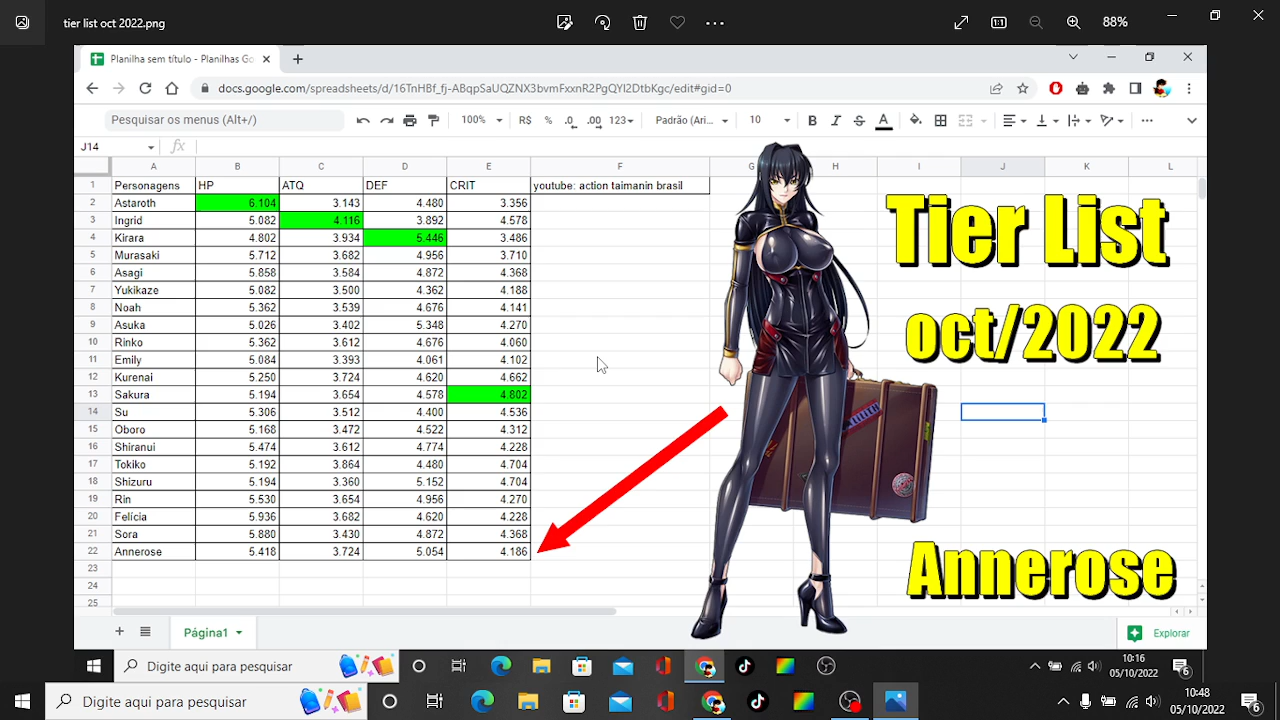 tier list oct 2022.png
88%
Planilha sem título - Planilhas Go
docs.google.com/spreadsheets/d/16TnHBf_fj-qBqpSaUQZNX3bvmFxxnR2PgQYl2DtbKgc/edit#gid=0
Pesquisar os menus (Alt+/)
100%
R$ % .0 .00 123
Padrão (Ari...
10
B I S A
J14
fx
A B C D E F G H I J K L
1 Personagens HP ATQ DEF CRIT youtube: action taimanin brasil
2 Astaroth 6.104 3.143 4.480 3.356
3 Ingrid 5.082 4.116 3.892 4.578
4 Kirara 4.802 3.934 5.446 3.486
5 Murasaki 5.712 3.682 4.956 3.710
6 Asagi 5.858 3.584 4.872 4.368
7 Yukikaze 5.082 3.500 4.362 4.188
8 Noah 5.362 3.539 4.676 4.141
9 Asuka 5.026 3.402 5.348 4.270
10 Rinko 5.362 3.612 4.676 4.060
11 Emily 5.084 3.393 4.061 4.102
12 Kurenai 5.250 3.724 4.620 4.662
13 Sakura 5.194 3.654 4.578 4.802
14 Su 5.306 3.512 4.400 4.536
15 Oboro 5.168 3.472 4.522 4.312
16 Shiranui 5.474 3.612 4.774 4.228
17 Tokiko 5.192 3.864 4.480 4.704
18 Shizuru 5.194 3.360 5.152 4.704
19 Rin 5.530 3.654 4.956 4.270
20 Felícia 5.936 3.682 4.620 4.228
21 Sora 5.880 3.430 4.872 4.368
22 Annerose 5.418 3.724 5.054 4.186
23
24
25
Tier List
oct/2022
Annerose
Página1
Explorar
Digite aqui para pesquisar
10:16
05/10/2022
6
Digite aqui para pesquisar
10:48
05/10/2022
6